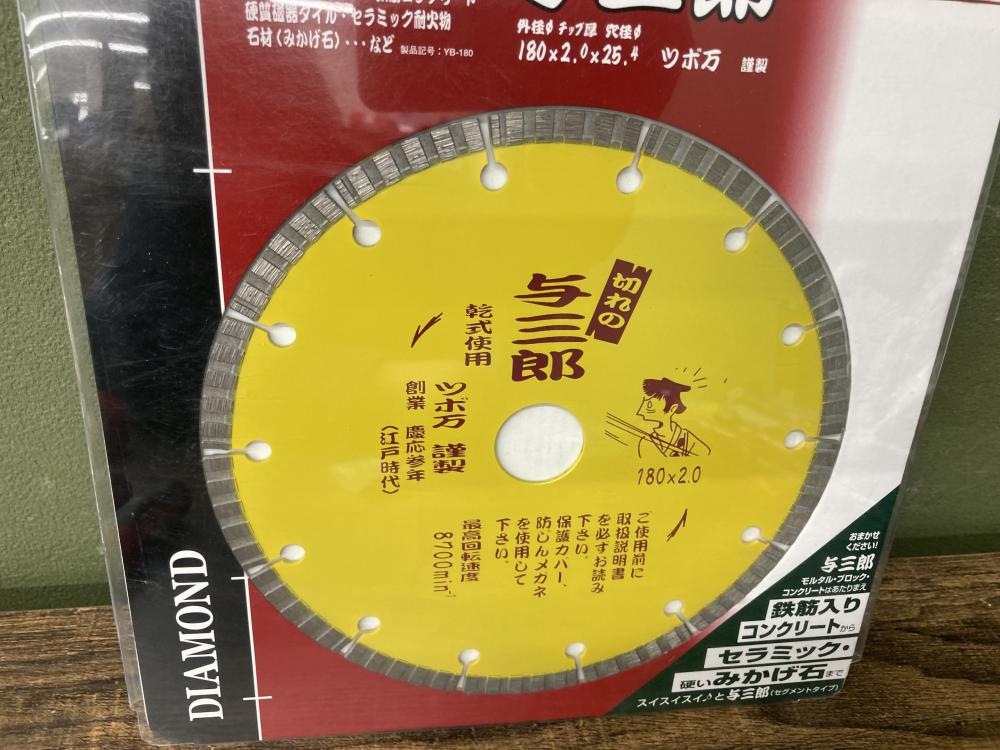 硬質磁器タイル・セラミック耐火物
石材(みかげ石)・・・など 製品記号：YB-180
外径φ チップ厚 穴径φ
180×2.0×25.4 ツボ万 謹製
切れの
与三郎
乾式使用
ツボ万 謹製
創業 慶応参年
〈江戸時代〉
180×2.0
ご使用前に
取扱説明書
を必ずお読み
下さい。
保護カバー、
防じんメガネ
を使用して
下さい。
最高回転速度
8700min⁻¹
DIAMOND
おまかせ
ください！
与三郎
モルタル・ブロック・
コンクリートはあたりまえ
鉄筋入り
コンクリートから
セラミック・
硬いみかげ石まで
スイスイスイ♪と与三郎(セグメントタイプ)